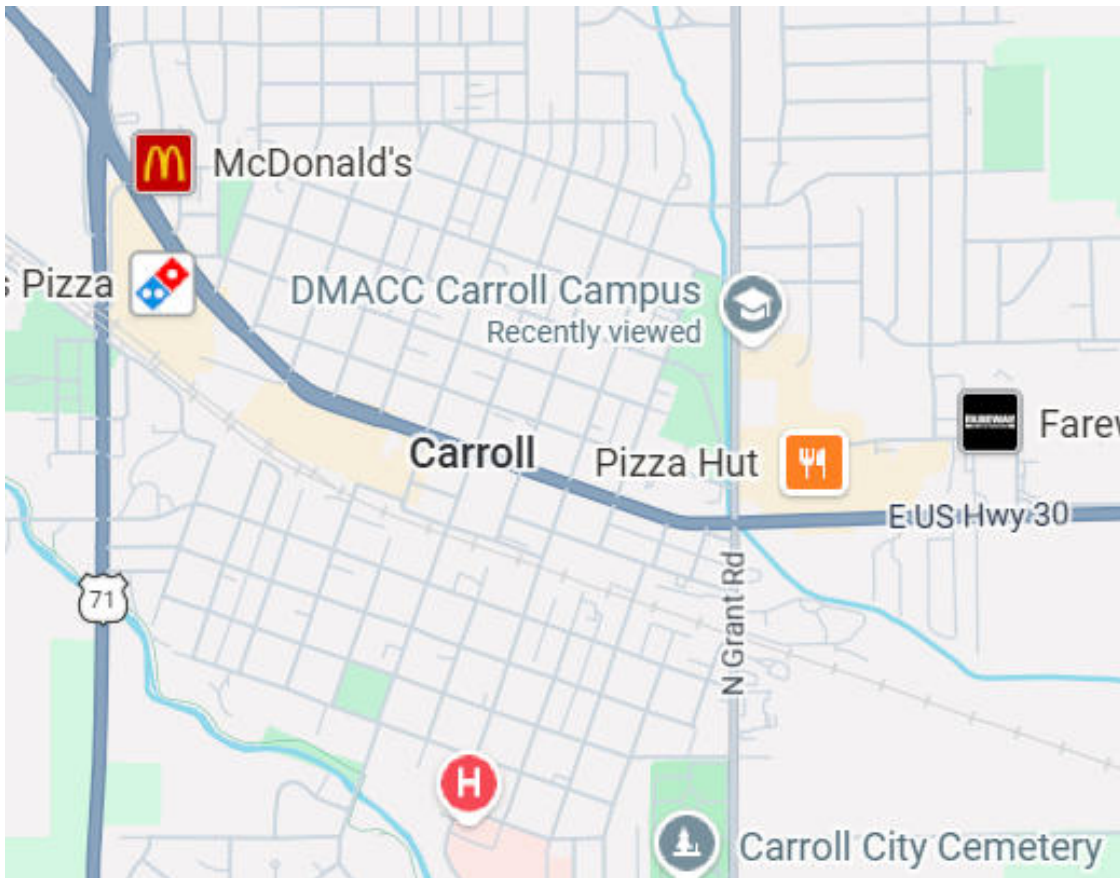 McDonald's
s Pizza
DMACC Carroll Campus
Recently viewed
Carroll
Pizza Hut
FAREWAY
Farew
E US Hwy 30
71
N Grant Rd
H
Carroll City Cemetery